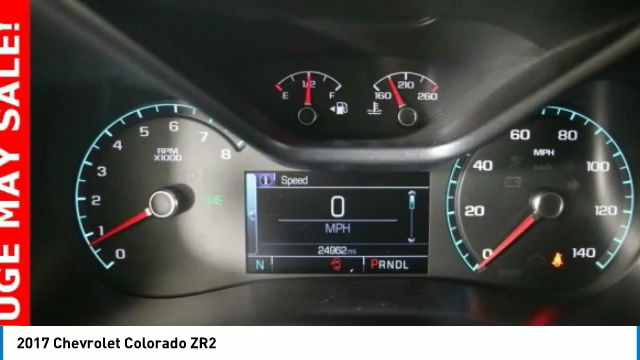 UGE MAY SALE!
E 1/2 F
160 210 260
0 1 2 3 4 5 6 7 8
RPM
X1000
Speed
0
MPH
24962 mi
N
PRNDL
0 20 40 60 80 100 120 140
MPH
2017 Chevrolet Colorado ZR2